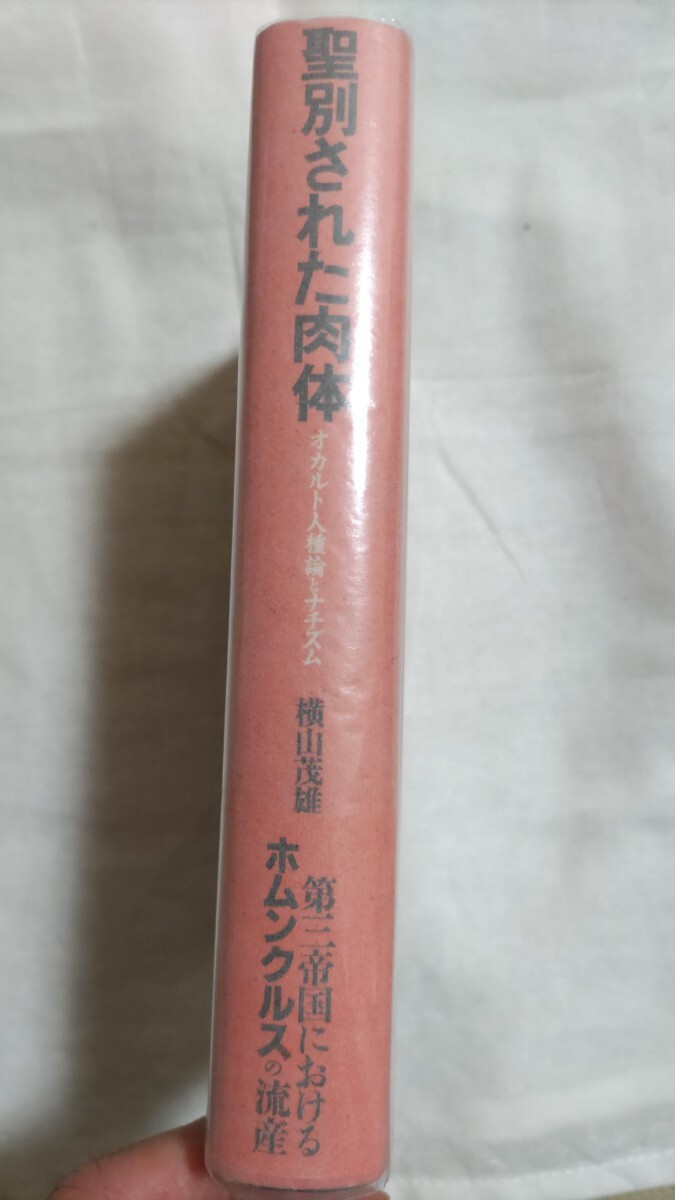 聖別された肉体
オカルト人種論とナチズム
横山茂雄
第三帝国における
ホムンクルスの流産